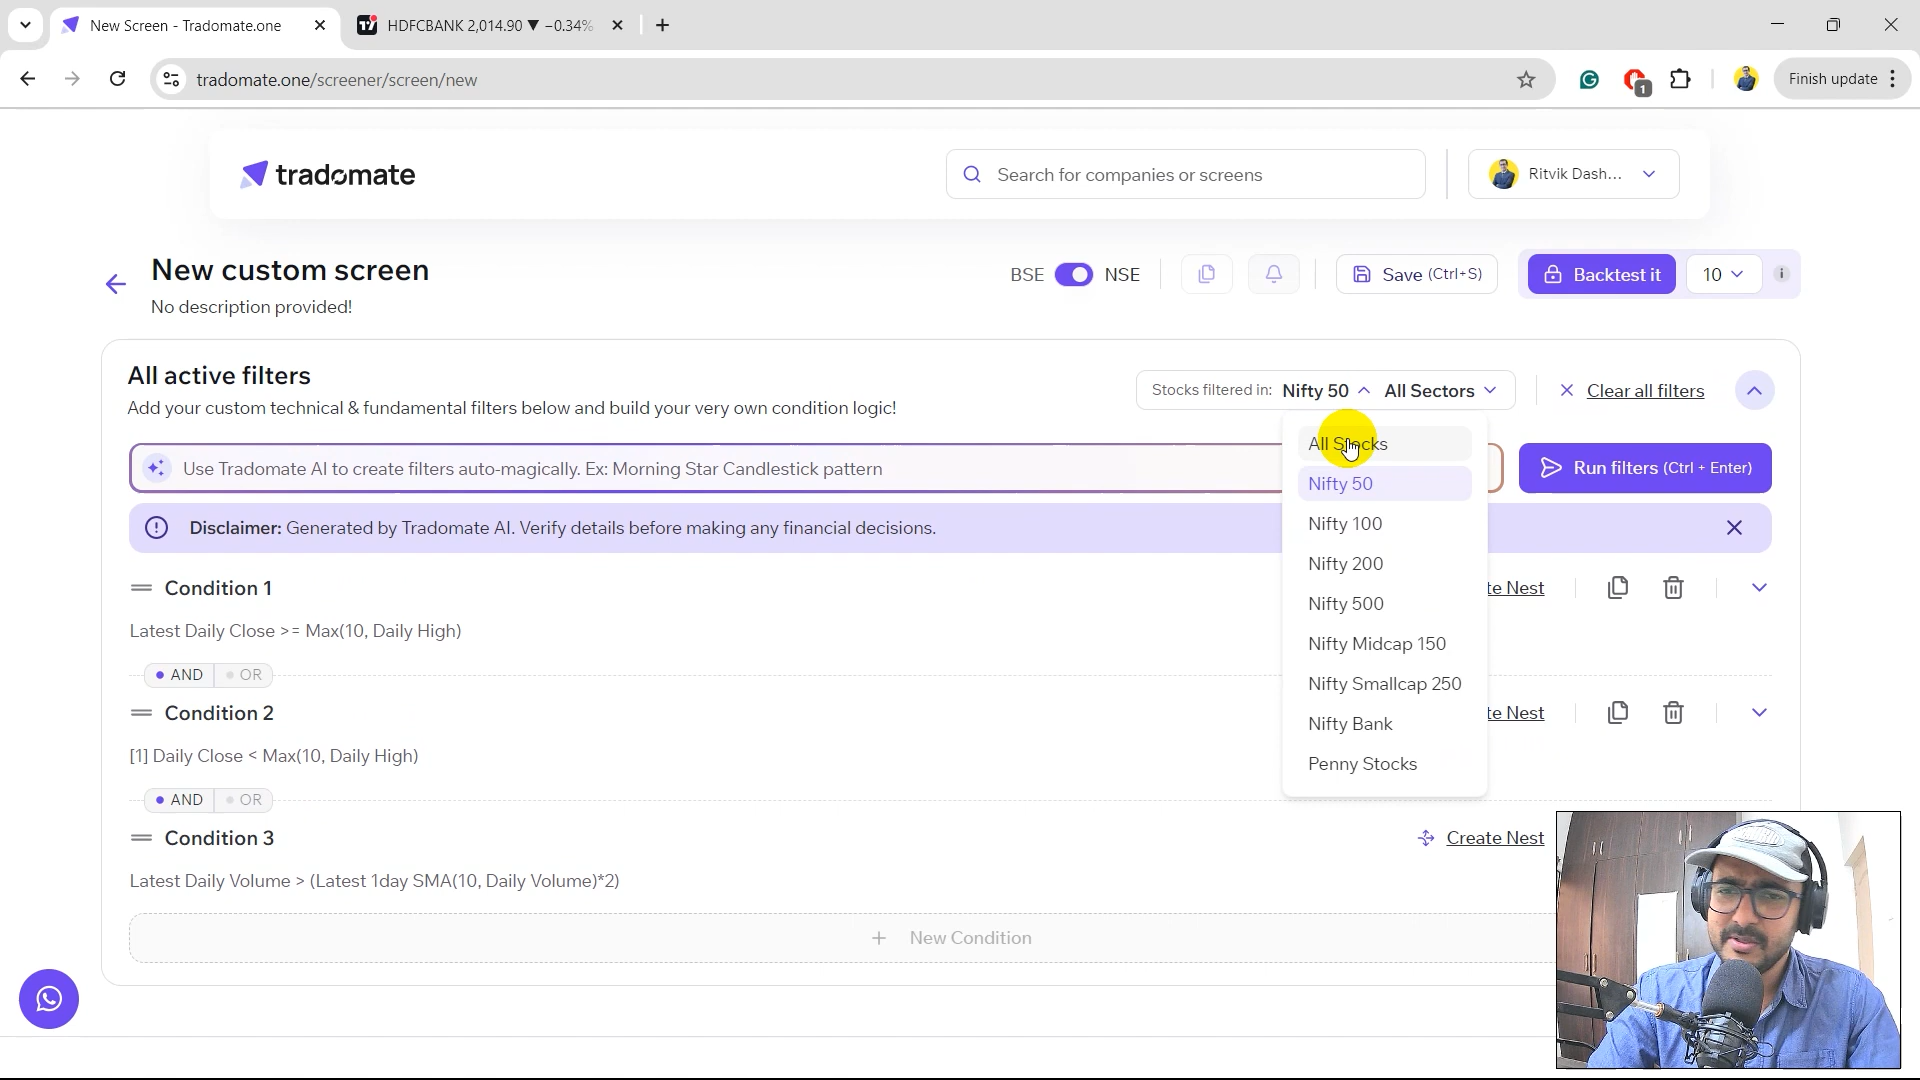 New Screen - Tradomate.one
HDFCBANK 2,014.90 ▼ −0.34%
tradomate.one/screener/screen/new
1
Finish update
tradomate
Search for companies or screens
Ritvik Dash...
New custom screen
No description provided!
BSE NSE
Save (Ctrl+S)
Backtest it
10
All active filters
Add your custom technical & fundamental filters below and build your very own condition logic!
Stocks filtered in: Nifty 50 All Sectors
Clear all filters
Use Tradomate AI to create filters auto-magically. Ex: Morning Star Candlestick pattern
Run filters (Ctrl + Enter)
Disclaimer: Generated by Tradomate AI. Verify details before making any financial decisions.
All Stocks
Nifty 50
Nifty 100
Nifty 200
Nifty 500
Nifty Midcap 150
Nifty Smallcap 250
Nifty Bank
Penny Stocks
Condition 1
te Nest
Latest Daily Close >= Max(10, Daily High)
AND OR
Condition 2
te Nest
[1] Daily Close < Max(10, Daily High)
AND OR
Condition 3
Create Nest
Latest Daily Volume > (Latest 1day SMA(10, Daily Volume)*2)
+ New Condition